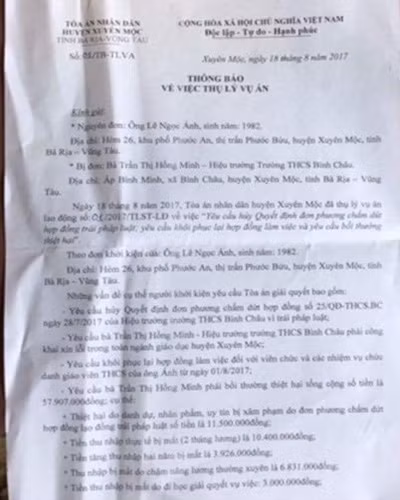 TÒA ÁN NHÂN DÂN
HUYỆN XUYÊN MỘC
TỈNH BÀ RỊA-VŨNG TÀU
Số: 01/TB-TLVA
CỘNG HÒA XÃ HỘI CHỦ NGHĨA VIỆT NAM
Độc lập - Tự do - Hạnh phúc
Xuyên Mộc, ngày 18 tháng 8 năm 2017
THÔNG BÁO
VỀ VIỆC THỤ LÝ VỤ ÁN
Kính gửi:
* Nguyên đơn: Ông Lê Ngọc Ánh, sinh năm: 1982.
Địa chỉ: Hẻm 26, khu phố Phước An, thị trấn Phước Bửu, huyện Xuyên Mộc, tỉnh
Bà Rịa – Vũng Tàu.
* Bị đơn: Bà Trần Thị Hồng Minh – Hiệu trưởng Trường THCS Bình Châu.
Địa chỉ: Ấp Bình Minh, xã Bình Châu, huyện Xuyên Mộc, tỉnh Bà Rịa – Vũng
Tàu.
Ngày 18 tháng 8 năm 2017, Tòa án nhân dân huyện Xuyên Mộc đã thụ lý vụ án
lao động số: 01/2017/TLST-LĐ về việc "Yêu cầu hủy Quyết định đơn phương chấm dứt
hợp đồng trái pháp luật, yêu cầu khôi phục lại hợp đồng làm việc và yêu cầu bồi thường
thiệt hại".
Theo đơn khởi kiện của: Ông Lê Ngọc Ánh, sinh năm: 1982.
Địa chỉ: Hẻm 26, khu phố Phước An, thị trấn Phước Bửu, huyện Xuyên Mộc, tỉnh
Bà Rịa – Vũng Tàu.
Những vấn đề cụ thể người khởi kiện yêu cầu Tòa án giải quyết bao gồm:
- Yêu cầu hủy Quyết định đơn phương chấm dứt hợp đồng số 25/QĐ-THCS.BC
ngày 28/7/2017 của Hiệu trưởng trường THCS Bình Châu vì trái pháp luật;
- Yêu cầu bà Trần Thị Hồng Minh - Hiệu trưởng trường THCS Bình Châu phải công
khai xin lỗi trong toàn ngành giáo dục huyện Xuyên Mộc;
- Yêu cầu khôi phục lại hợp đồng làm việc đối với viên chức và các nhiệm vụ chức
danh giáo viên THCS của ông Ánh từ ngày 01/8/2017;
- Yêu cầu bà Trần Thị Hồng Minh phải bồi thường thiệt hại tổng cộng số tiền là
57.907.000đồng; cụ thể:
+ Thiệt hại do danh dự, nhân phẩm, uy tín bị xâm phạm do đơn phương chấm dứt
hợp đồng lao động trái pháp luật số tiền là 11.500.000đồng;
+ Tiền thu nhập thực tế bị mất (2 tháng lương) là 10.400.000đồng;
+ Tiền tăng thu nhập hai năm bị mất là 3.926.000đồng;
+ Thu nhập bị mất do chậm nâng lương thường xuyên là 6.831.000đồng;
+ Tiền thu nhập bị mất do đi học giải quyết vụ việc: 3.000.000đồng;